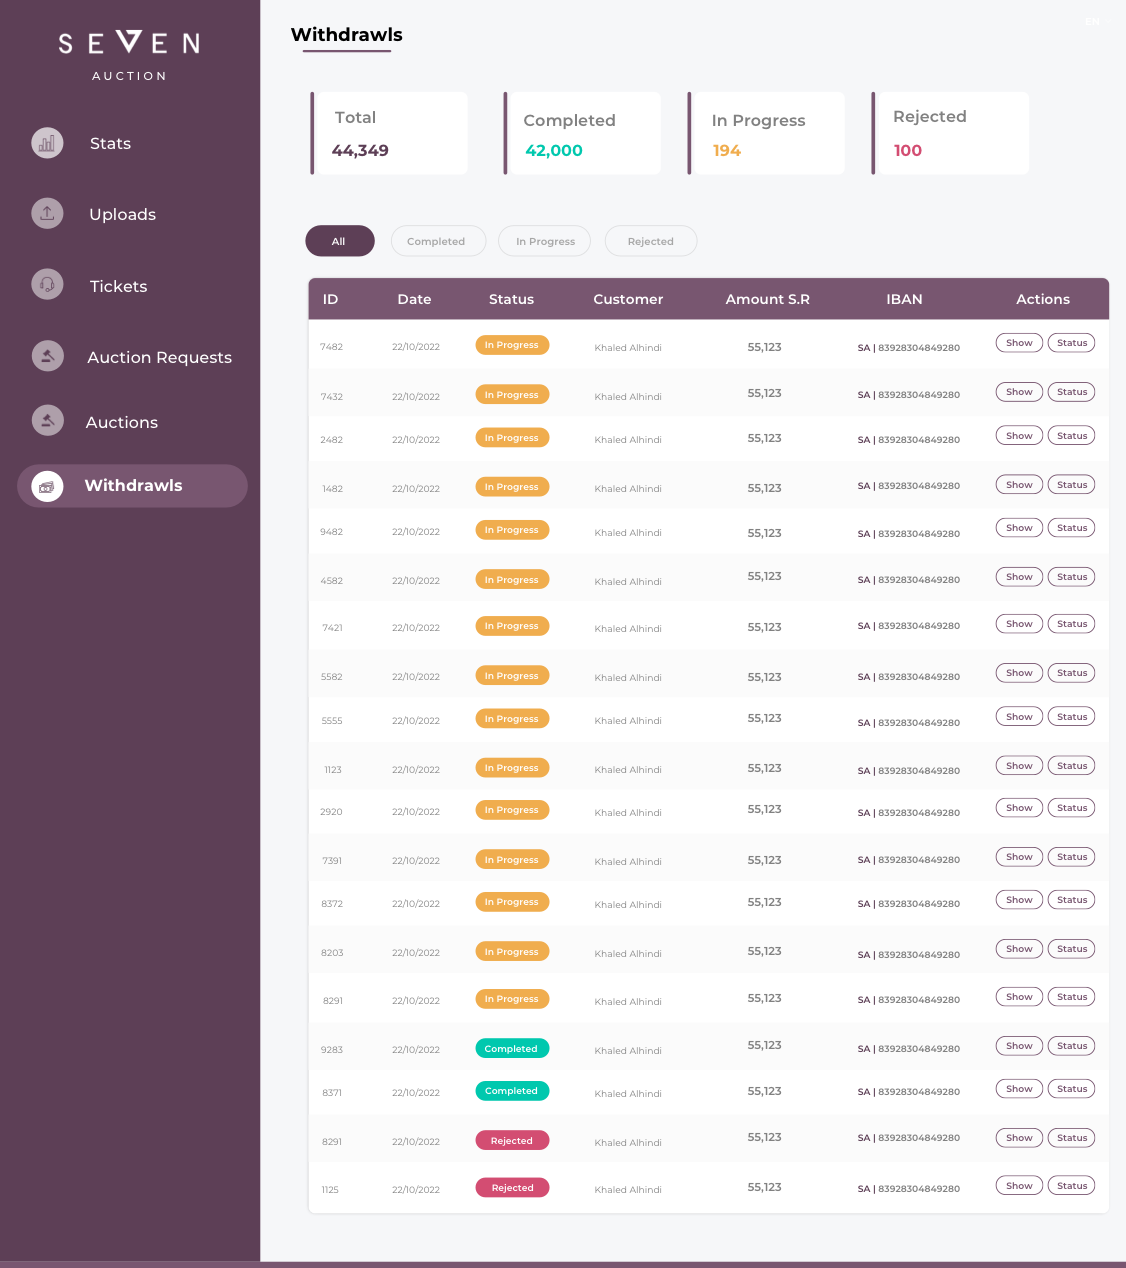 SEVEN
AUCTION
Stats
Uploads
Tickets
Auction Requests
Auctions
Withdrawls
EN
Withdrawls
Total
44,349
Completed
42,000
In Progress
194
Rejected
100
All Completed In Progress Rejected
ID Date Status Customer Amount S.R IBAN Actions
7482 22/10/2022 In Progress Khaled Alhindi 55,123 SA | 83928304849280 Show Status
7432 22/10/2022 In Progress Khaled Alhindi 55,123 SA | 83928304849280 Show Status
2482 22/10/2022 In Progress Khaled Alhindi 55,123 SA | 83928304849280 Show Status
1482 22/10/2022 In Progress Khaled Alhindi 55,123 SA | 83928304849280 Show Status
9482 22/10/2022 In Progress Khaled Alhindi 55,123 SA | 83928304849280 Show Status
4582 22/10/2022 In Progress Khaled Alhindi 55,123 SA | 83928304849280 Show Status
7421 22/10/2022 In Progress Khaled Alhindi 55,123 SA | 83928304849280 Show Status
5582 22/10/2022 In Progress Khaled Alhindi 55,123 SA | 83928304849280 Show Status
5555 22/10/2022 In Progress Khaled Alhindi 55,123 SA | 83928304849280 Show Status
1123 22/10/2022 In Progress Khaled Alhindi 55,123 SA | 83928304849280 Show Status
2920 22/10/2022 In Progress Khaled Alhindi 55,123 SA | 83928304849280 Show Status
7391 22/10/2022 In Progress Khaled Alhindi 55,123 SA | 83928304849280 Show Status
8372 22/10/2022 In Progress Khaled Alhindi 55,123 SA | 83928304849280 Show Status
8203 22/10/2022 In Progress Khaled Alhindi 55,123 SA | 83928304849280 Show Status
8291 22/10/2022 In Progress Khaled Alhindi 55,123 SA | 83928304849280 Show Status
9283 22/10/2022 Completed Khaled Alhindi 55,123 SA | 83928304849280 Show Status
8371 22/10/2022 Completed Khaled Alhindi 55,123 SA | 83928304849280 Show Status
8291 22/10/2022 Rejected Khaled Alhindi 55,123 SA | 83928304849280 Show Status
1125 22/10/2022 Rejected Khaled Alhindi 55,123 SA | 83928304849280 Show Status